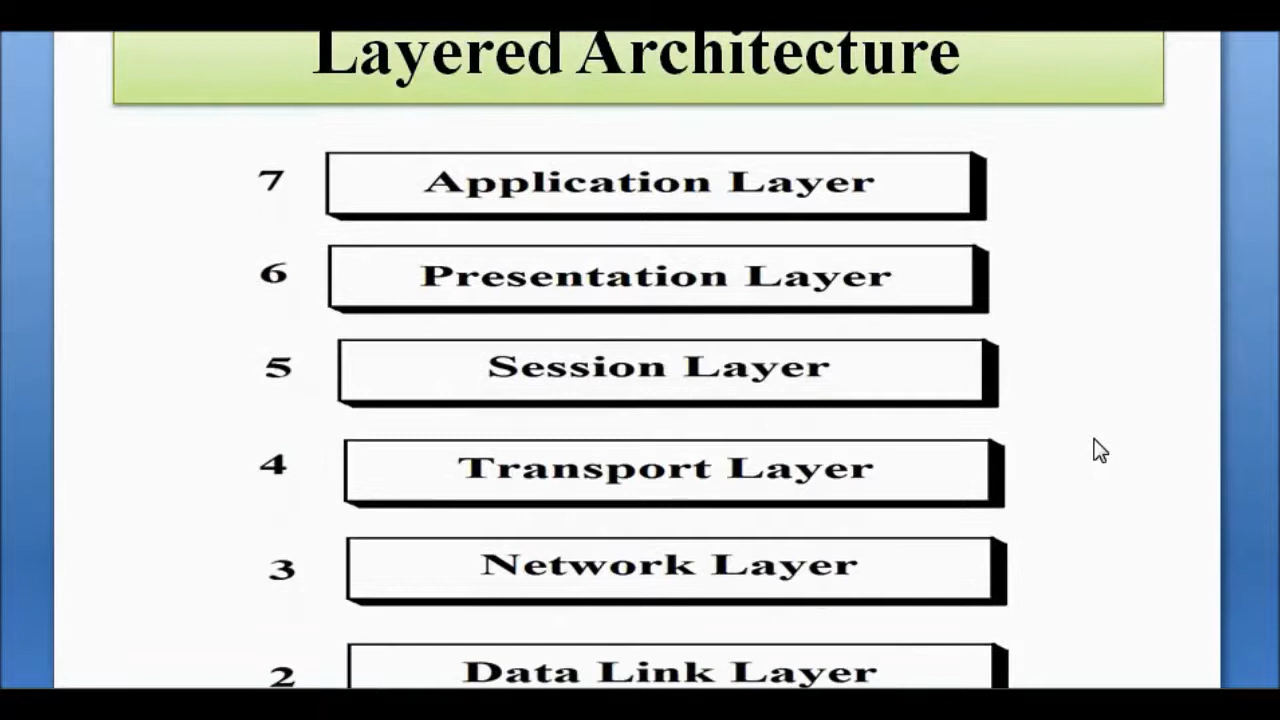 Layered Architecture
7 Application Layer
6 Presentation Layer
5 Session Layer
4 Transport Layer
3 Network Layer
2 Data Link Layer